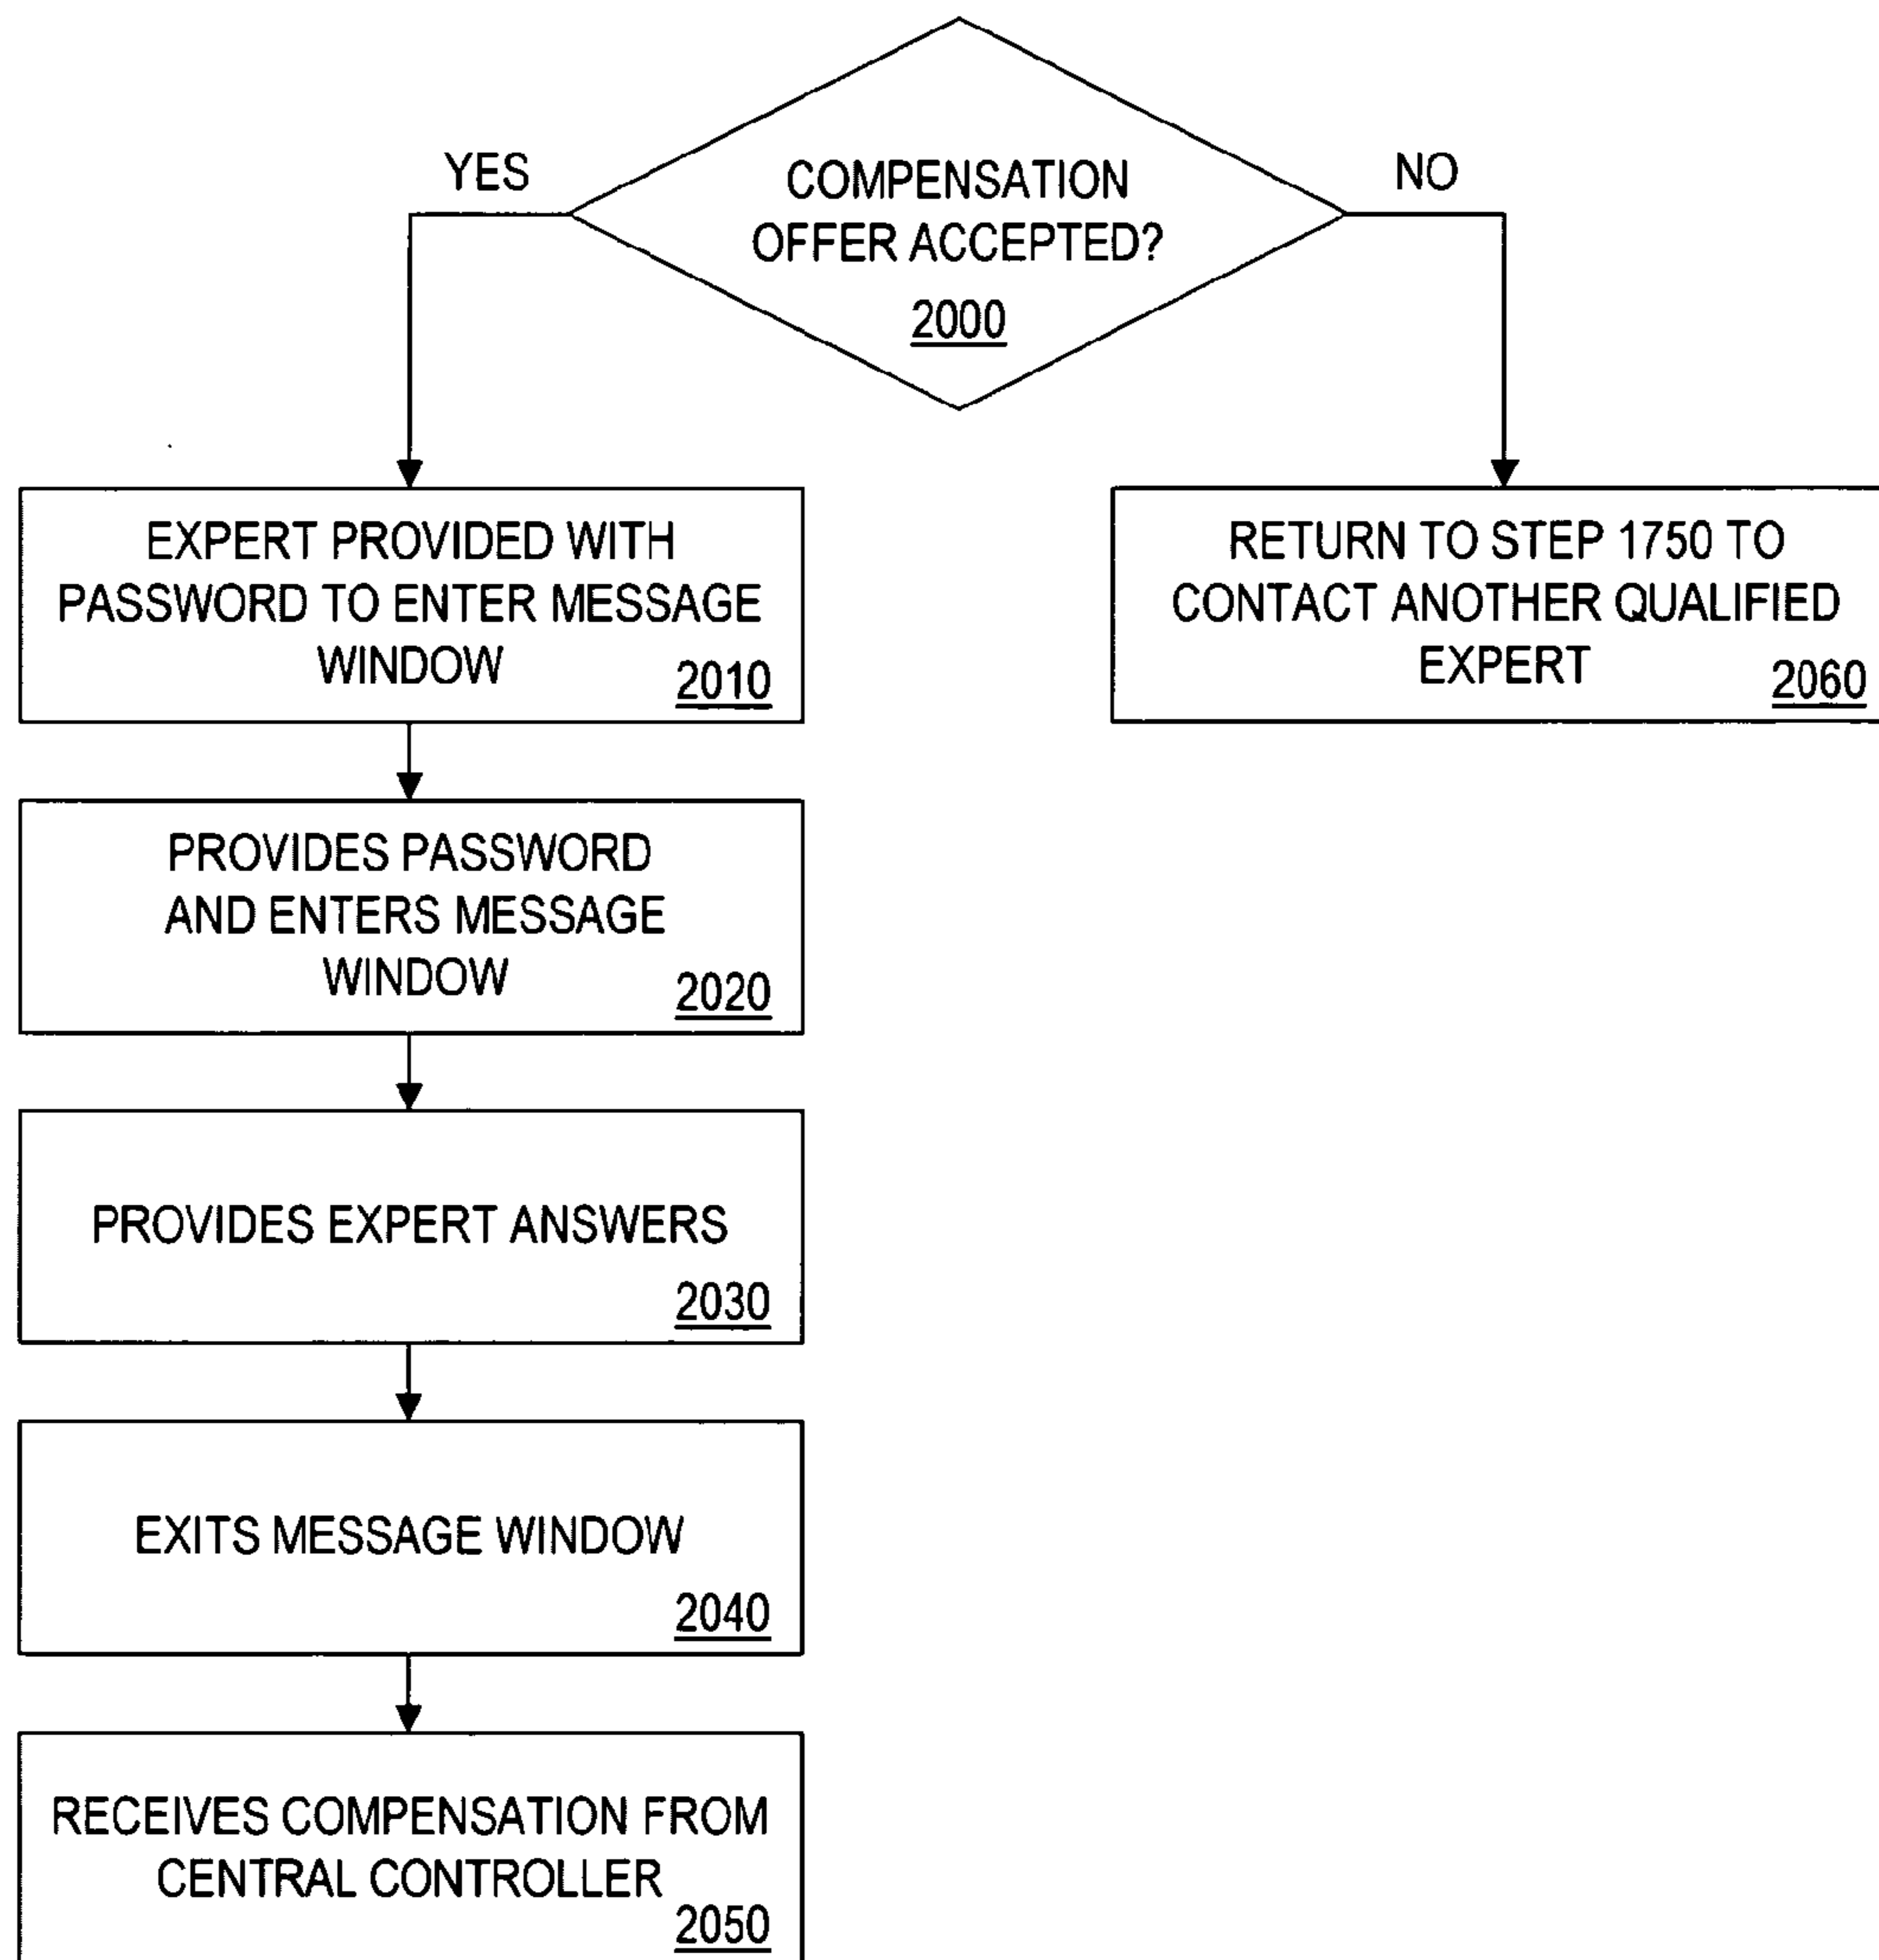 COMPENSATION
OFFER ACCEPTED?
2000
YES
NO
EXPERT PROVIDED WITH
PASSWORD TO ENTER MESSAGE
WINDOW
2010
RETURN TO STEP 1750 TO
CONTACT ANOTHER QUALIFIED
EXPERT
2060
PROVIDES PASSWORD
AND ENTERS MESSAGE
WINDOW
2020
PROVIDES EXPERT ANSWERS
2030
EXITS MESSAGE WINDOW
2040
RECEIVES COMPENSATION FROM
CENTRAL CONTROLLER
2050